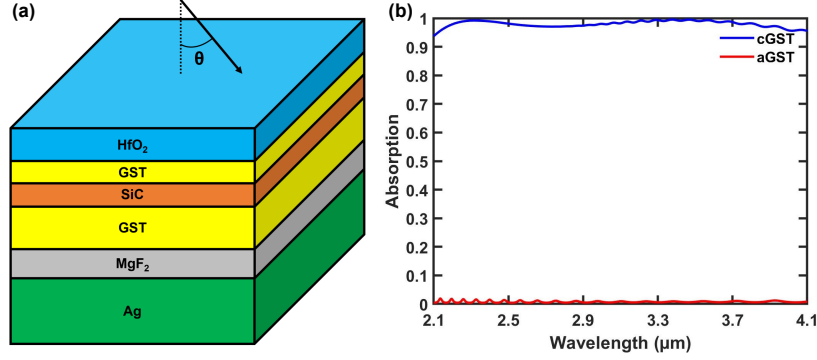 (a)
θ
HfO₂
GST
SiC
GST
MgF₂
Ag
(b)
1
0.9
0.8
0.7
0.6
0.5
0.4
0.3
0.2
0.1
0
Absorption
cGST
aGST
2.1 2.5 2.9 3.3 3.7 4.1
Wavelength (μm)